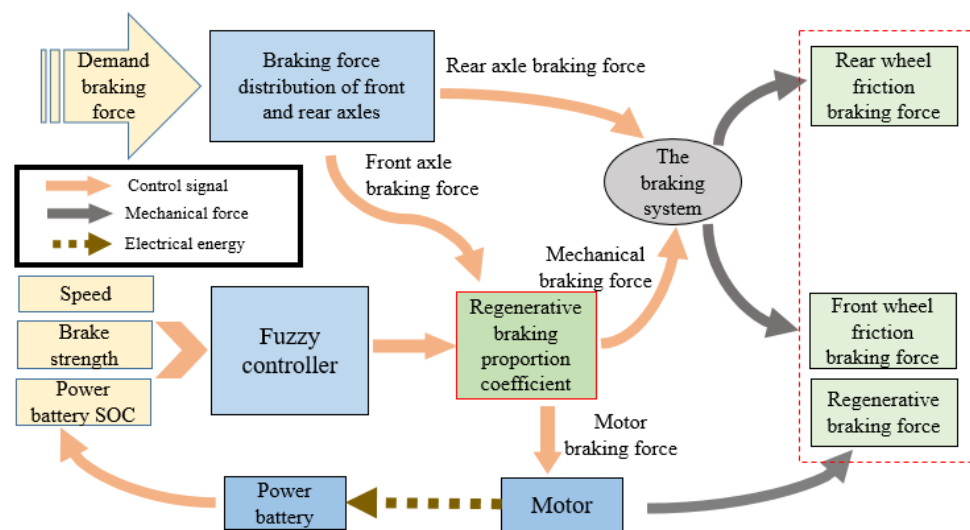 Demand
braking
force
Braking force
distribution of front
and rear axles
Rear axle braking force
Rear wheel
friction
braking force
Front axle
braking force
The
braking
system
Control signal
Mechanical force
Electrical energy
Mechanical
braking force
Speed
Brake
strength
Power
battery SOC
Fuzzy
controller
Regenerative
braking
proportion
coefficient
Front wheel
friction
braking force
Regenerative
braking force
Motor
braking force
Power
battery
Motor